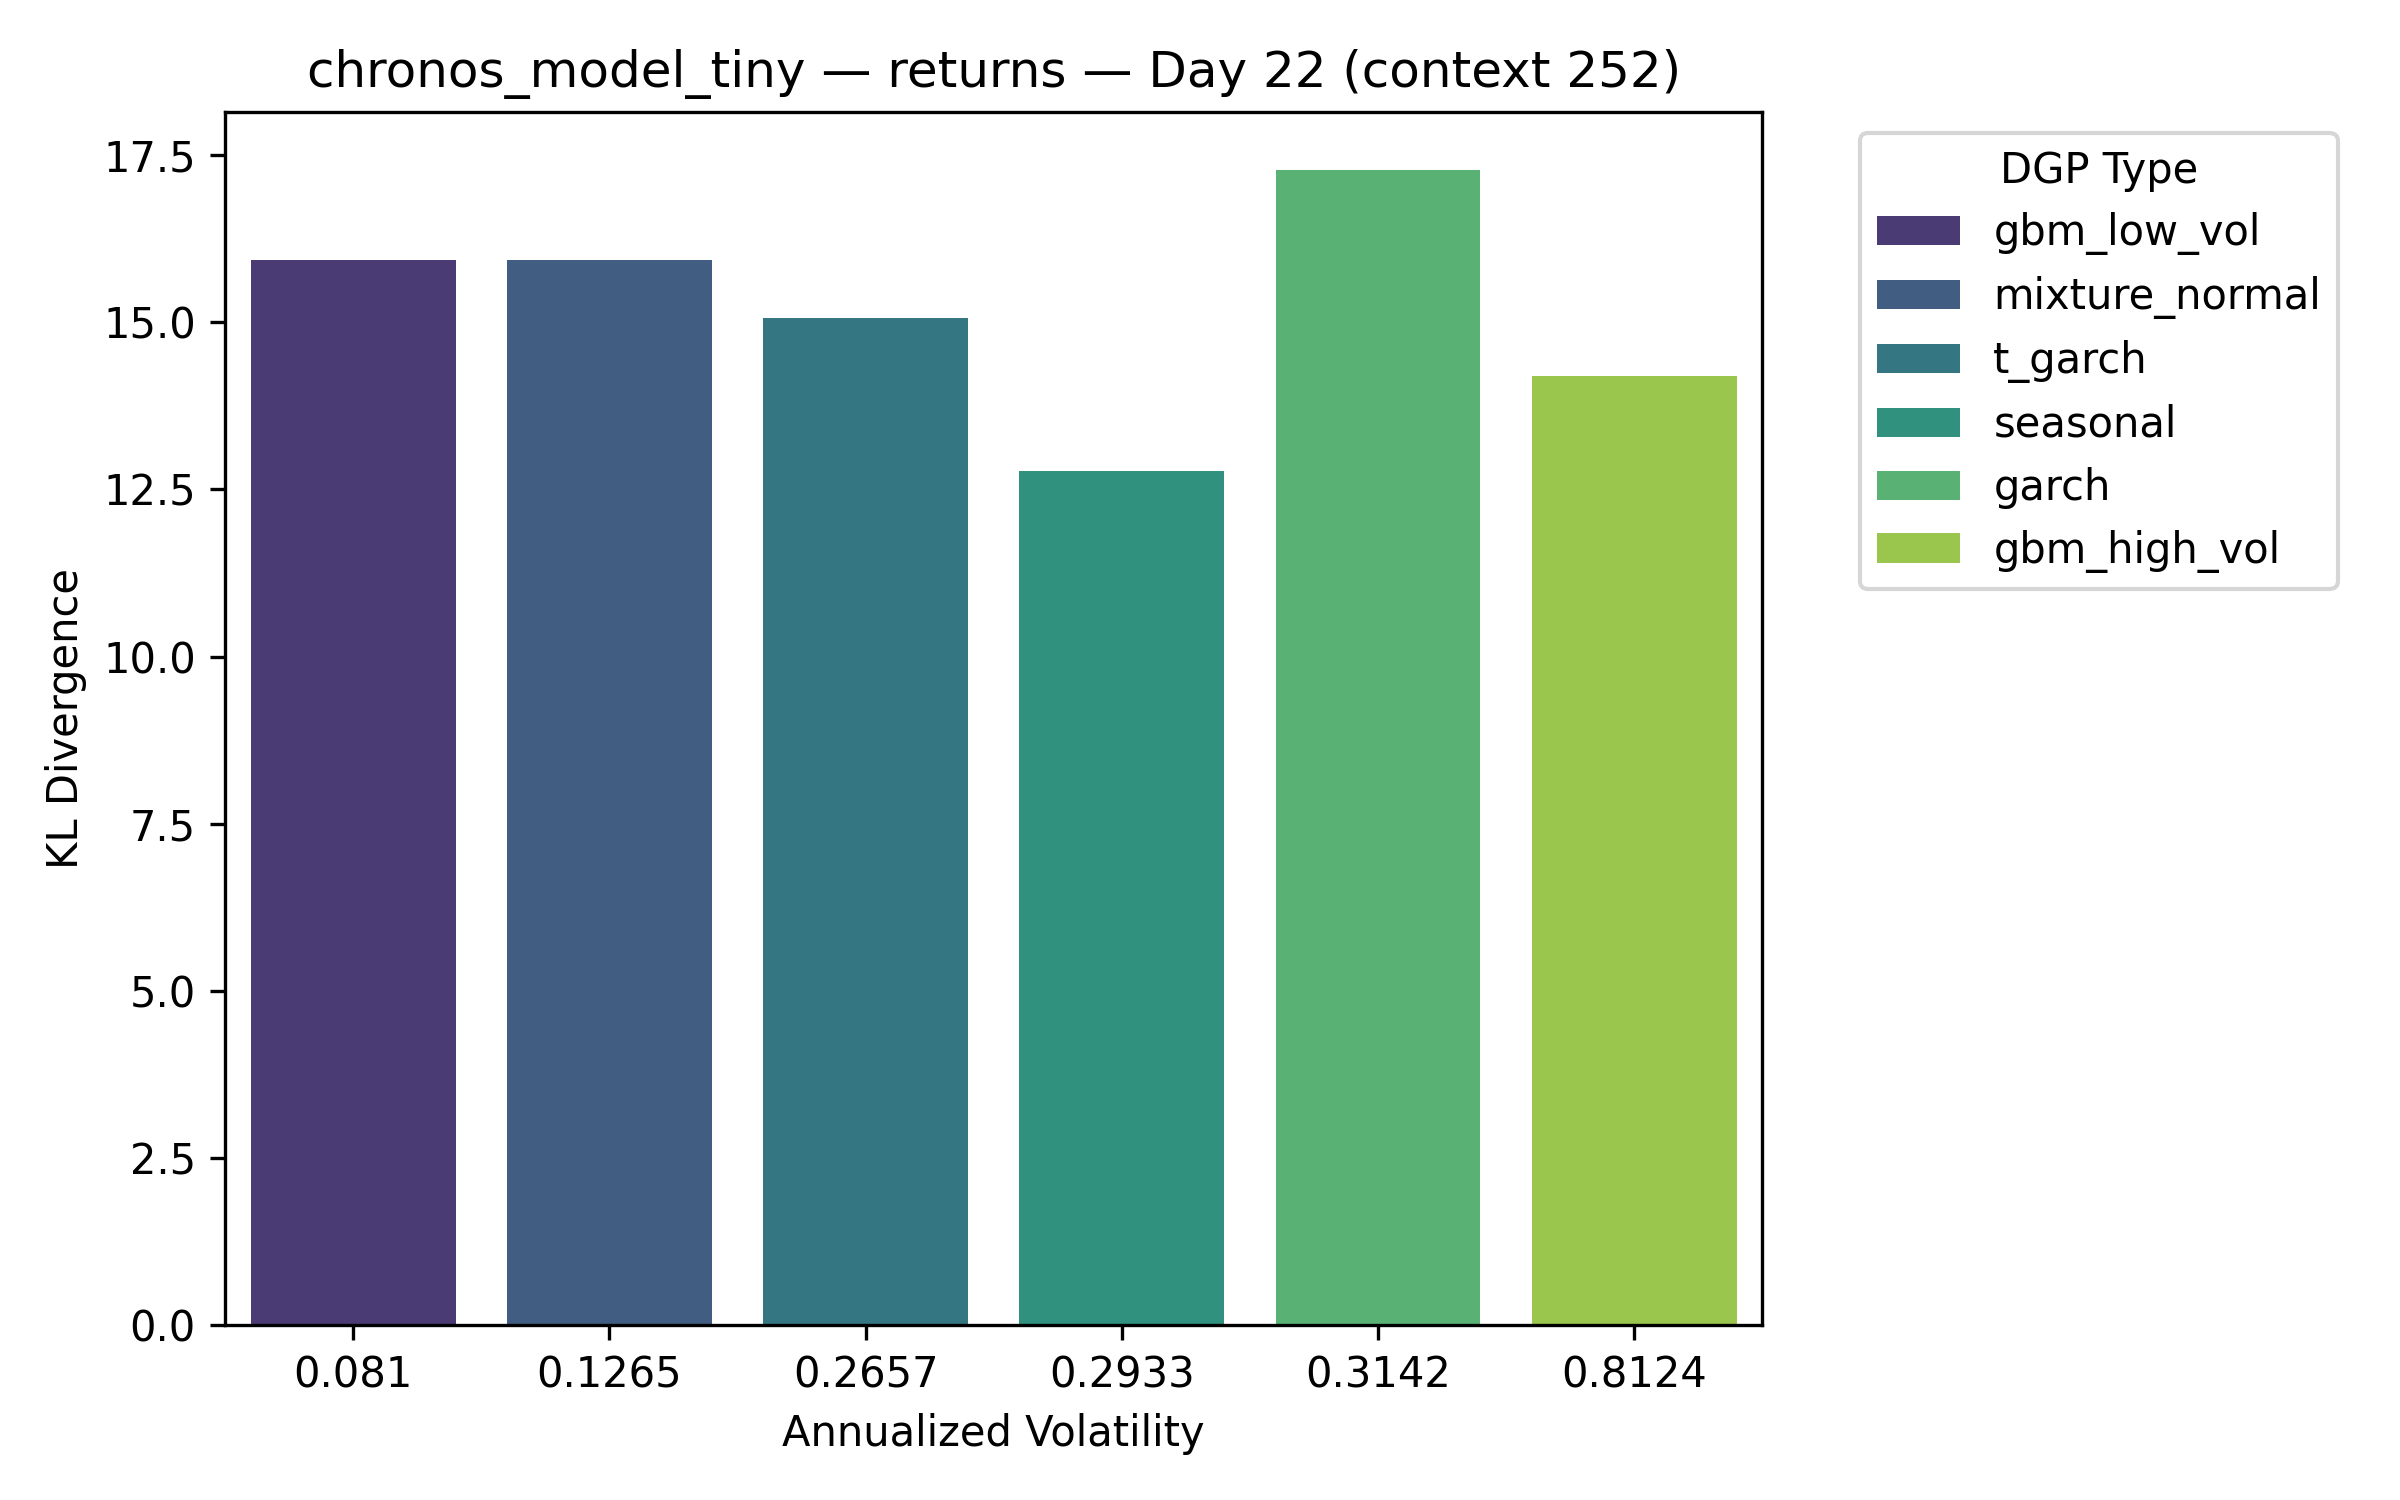 chronos_model_tiny — returns — Day 22 (context 252)
17.5
15.0
12.5
10.0
7.5
5.0
2.5
0.0
KL Divergence
0.081 0.1265 0.2657 0.2933 0.3142 0.8124
Annualized Volatility
DGP Type
gbm_low_vol
mixture_normal
t_garch
seasonal
garch
gbm_high_vol